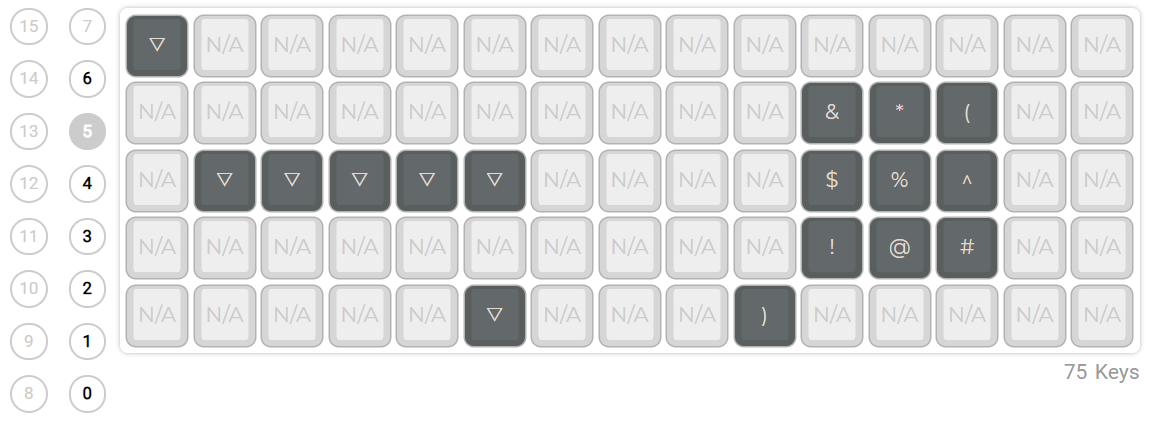 15 7 ▽ N/A N/A N/A N/A N/A N/A N/A N/A N/A N/A N/A N/A N/A N/A
14 6 N/A N/A N/A N/A N/A N/A N/A N/A N/A N/A & * ( N/A N/A
13 5
12 4 N/A ▽ ▽ ▽ ▽ ▽ N/A N/A N/A N/A $ % ^ N/A N/A
11 3 N/A N/A N/A N/A N/A N/A N/A N/A N/A N/A ! @ # N/A N/A
10 2 N/A N/A N/A N/A N/A ▽ N/A N/A N/A ) N/A N/A N/A N/A N/A
9 1
75 Keys
8 0